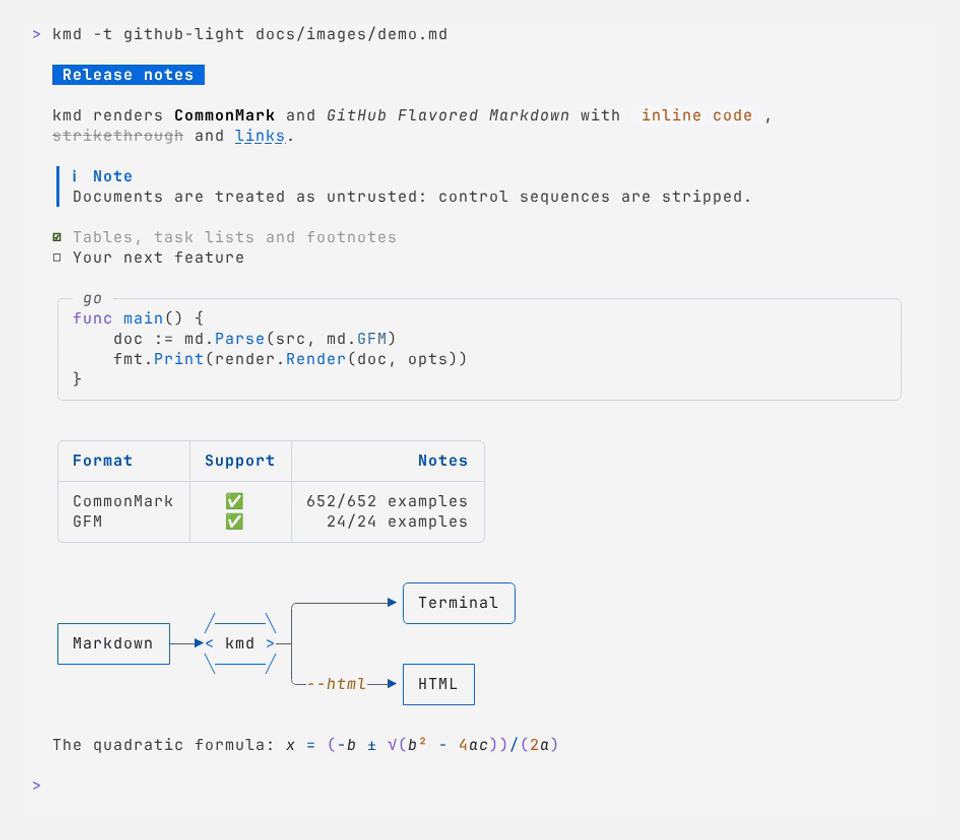 > kmd -t github-light docs/images/demo.md
Release notes
kmd renders CommonMark and GitHub Flavored Markdown with inline code ,
strikethrough and links.
i Note
Documents are treated as untrusted: control sequences are stripped.
☑ Tables, task lists and footnotes
☐ Your next feature
go
func main() {
    doc := md.Parse(src, md.GFM)
    fmt.Print(render.Render(doc, opts))
}
Format Support Notes
CommonMark ✅ 652/652 examples
GFM ✅ 24/24 examples
Terminal
Markdown < kmd >
--html HTML
The quadratic formula: x = (-b ± √(b² - 4ac))/(2a)
>